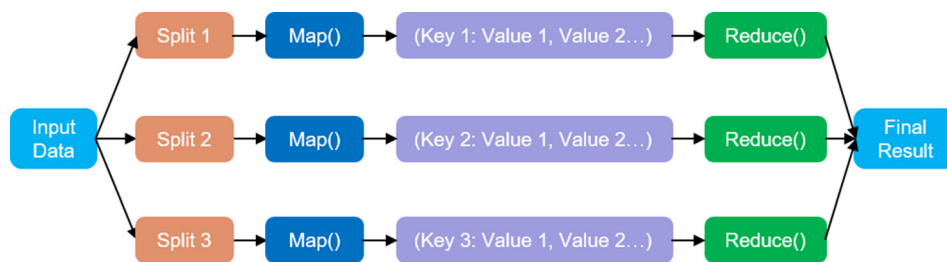 Split 1
Map()
(Key 1: Value 1, Value 2…)
Reduce()
Input
Data
Split 2
Map()
(Key 2: Value 1, Value 2…)
Reduce()
Final
Result
Split 3
Map()
(Key 3: Value 1, Value 2…)
Reduce()